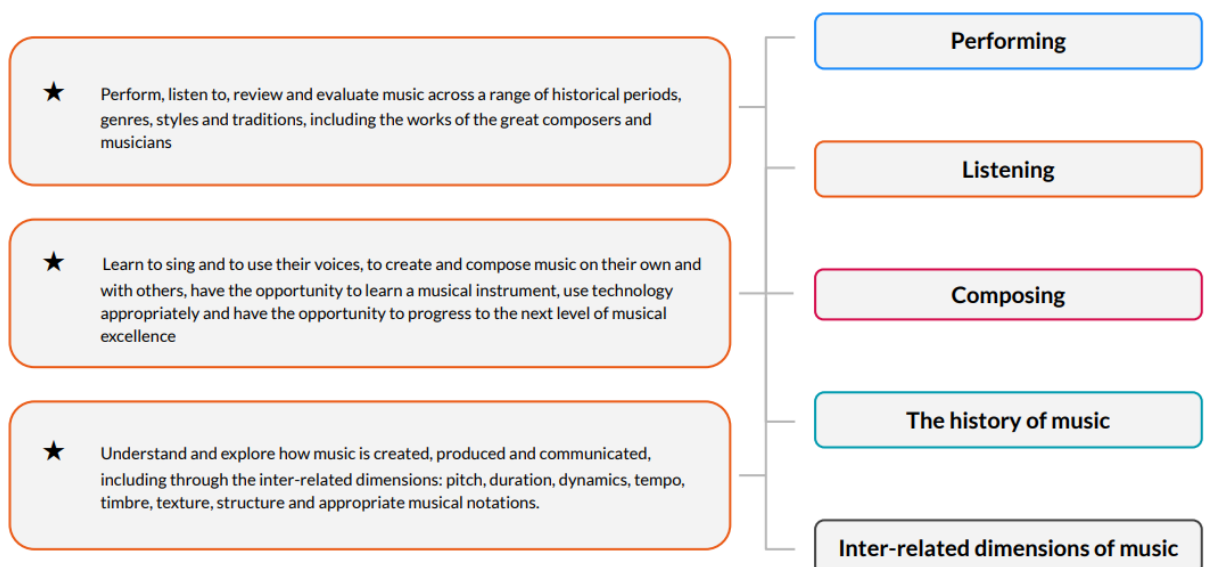 ★ Perform, listen to, review and evaluate music across a range of historical periods,
genres, styles and traditions, including the works of the great composers and
musicians
★ Learn to sing and to use their voices, to create and compose music on their own and
with others, have the opportunity to learn a musical instrument, use technology
appropriately and have the opportunity to progress to the next level of musical
excellence
★ Understand and explore how music is created, produced and communicated,
including through the inter-related dimensions: pitch, duration, dynamics, tempo,
timbre, texture, structure and appropriate musical notations.
Performing
Listening
Composing
The history of music
Inter-related dimensions of music